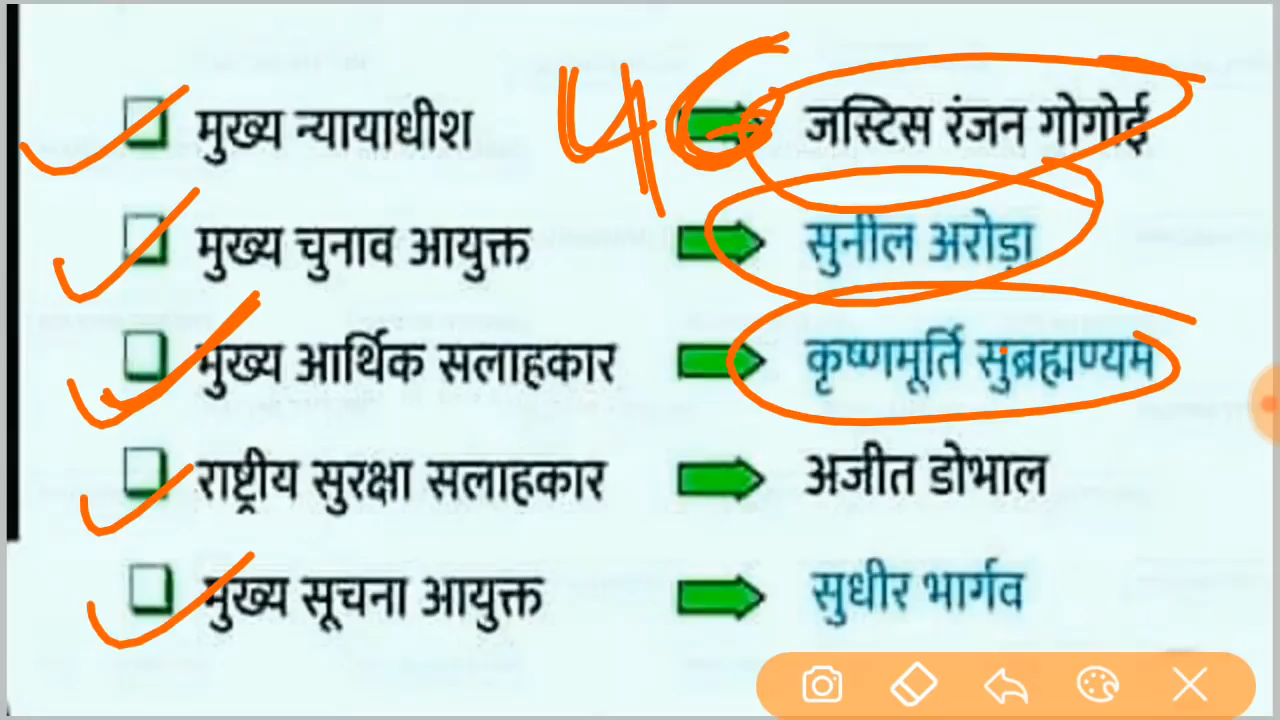 मुख्य न्यायाधीश 46 जस्टिस रंजन गोगोई
मुख्य चुनाव आयुक्त सुनील अरोड़ा
मुख्य आर्थिक सलाहकार कृष्णमूर्ति सुब्रह्मण्यम
राष्ट्रीय सुरक्षा सलाहकार अजीत डोभाल
मुख्य सूचना आयुक्त सुधीर भार्गव